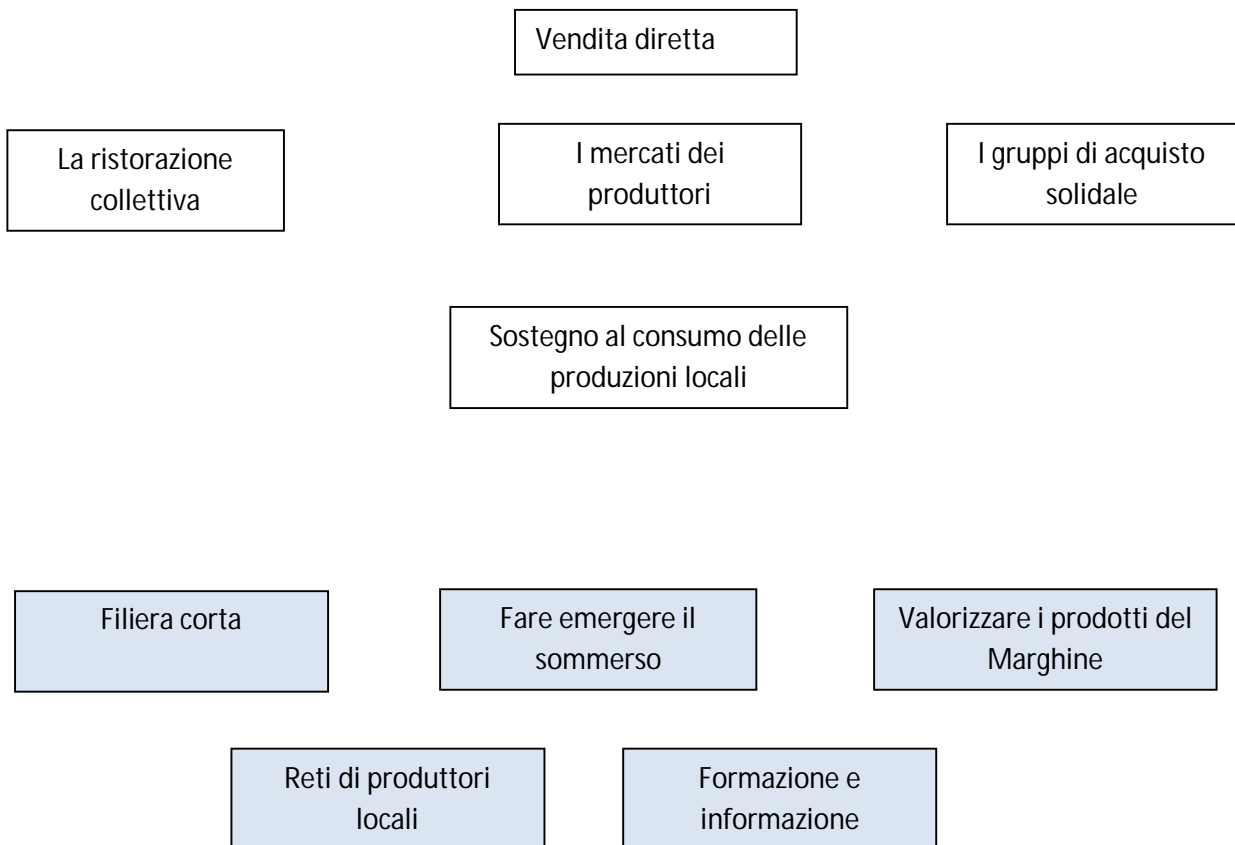 Vendita diretta
La ristorazione
collettiva
I mercati dei
produttori
I gruppi di acquisto
solidale
Sostegno al consumo delle
produzioni locali
Filiera corta
Fare emergere il
sommerso
Valorizzare i prodotti del
Marghine
Reti di produttori
locali
Formazione e
informazione